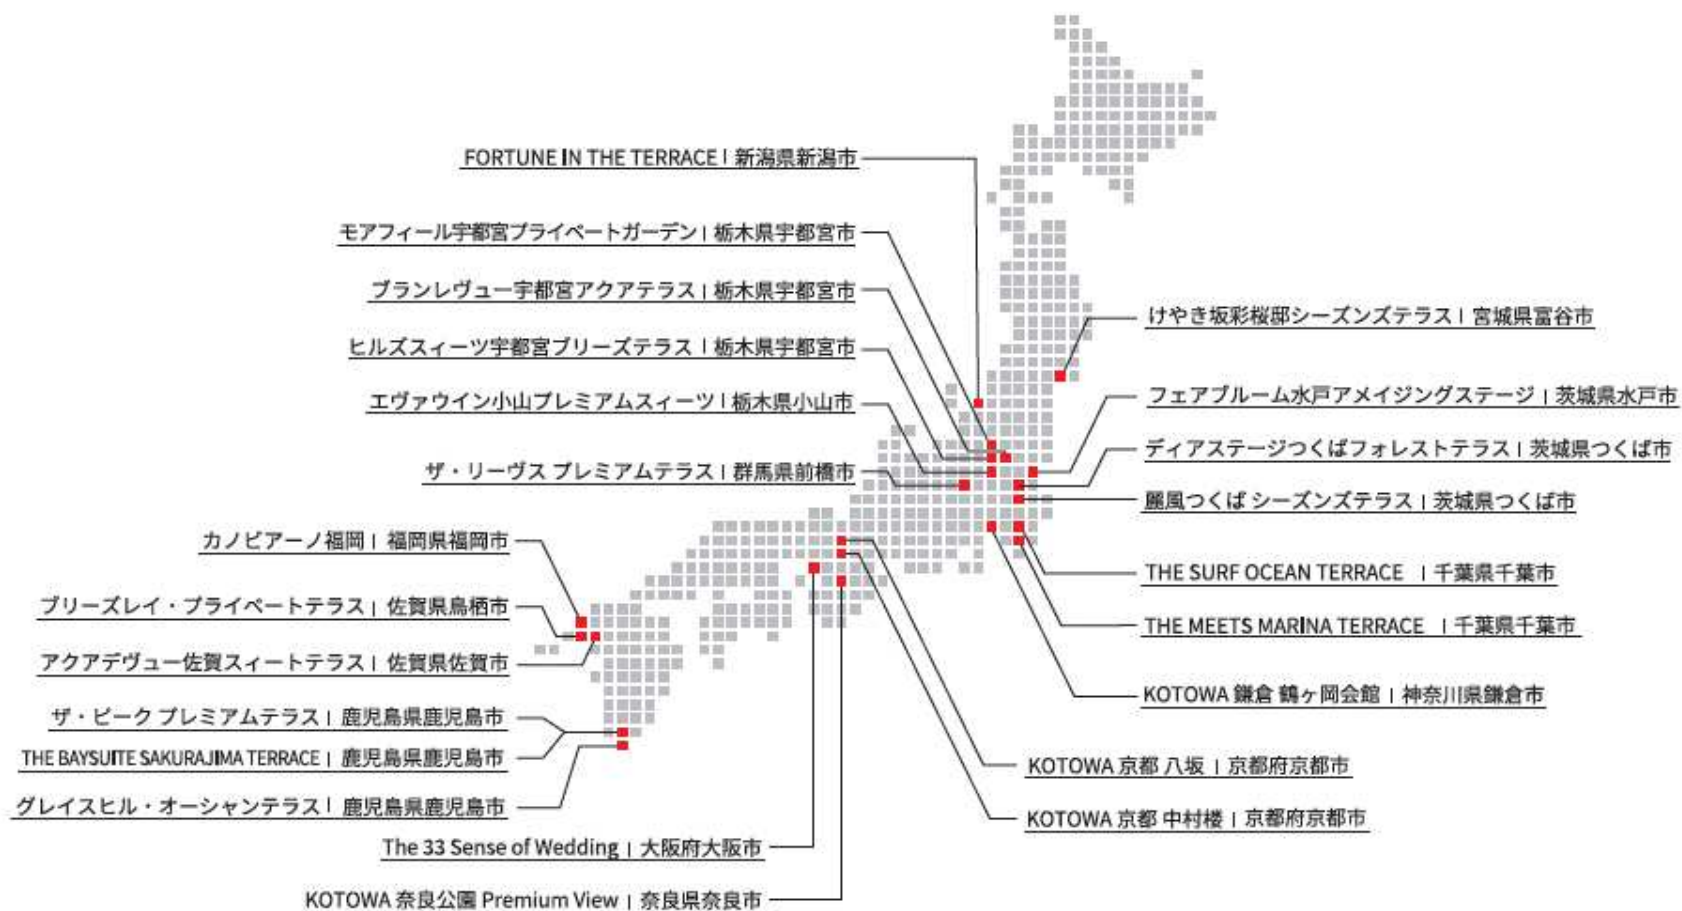 FORTUNE IN THE TERRACE | 新潟県新潟市
モアフィール宇都宮プライベートガーデン | 栃木県宇都宮市
ブランレヴュー宇都宮アクアテラス | 栃木県宇都宮市
ヒルズスィーツ宇都宮ブリーズテラス | 栃木県宇都宮市
エヴァウイン小山プレミアムスィーツ | 栃木県小山市
ザ・リーヴス プレミアムテラス | 群馬県前橋市
カノビアーノ福岡 | 福岡県福岡市
ブリーズレイ・プライベートテラス | 佐賀県鳥栖市
アクアデヴュー佐賀スィートテラス | 佐賀県佐賀市
ザ・ピーク プレミアムテラス | 鹿児島県鹿児島市
THE BAYSUITE SAKURAJIMA TERRACE | 鹿児島県鹿児島市
グレイスヒル・オーシャンテラス | 鹿児島県鹿児島市
The 33 Sense of Wedding | 大阪府大阪市
KOTOWA 奈良公園 Premium View | 奈良県奈良市
けやき坂彩桜邸シーズンズテラス | 宮城県富谷市
フェアブルーム水戸アメイジングステージ | 茨城県水戸市
ディアステージつくばフォレストテラス | 茨城県つくば市
麗風つくば シーズンズテラス | 茨城県つくば市
THE SURF OCEAN TERRACE | 千葉県千葉市
THE MEETS MARINA TERRACE | 千葉県千葉市
KOTOWA 鎌倉 鶴ヶ岡会館 | 神奈川県鎌倉市
KOTOWA 京都 八坂 | 京都府京都市
KOTOWA 京都 中村楼 | 京都府京都市